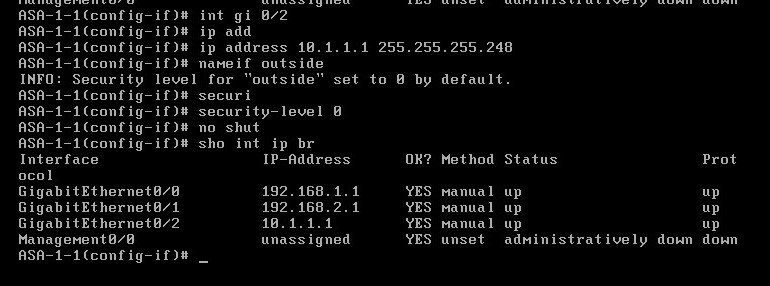 Management0/0              unassigned      YES unset  administratively down down
ASA-1-1(config-if)# int gi 0/2
ASA-1-1(config-if)# ip add
ASA-1-1(config-if)# ip address 10.1.1.1 255.255.255.248
ASA-1-1(config-if)# nameif outside
INFO: Security level for "outside" set to 0 by default.
ASA-1-1(config-if)# securi
ASA-1-1(config-if)# security-level 0
ASA-1-1(config-if)# no shut
ASA-1-1(config-if)# sho int ip br
Interface                  IP-Address      OK? Method Status                Prot
ocol
GigabitEthernet0/0         192.168.1.1     YES manual up                    up
GigabitEthernet0/1         192.168.2.1     YES manual up                    up
GigabitEthernet0/2         10.1.1.1        YES manual up                    up
Management0/0              unassigned      YES unset  administratively down down
ASA-1-1(config-if)# _